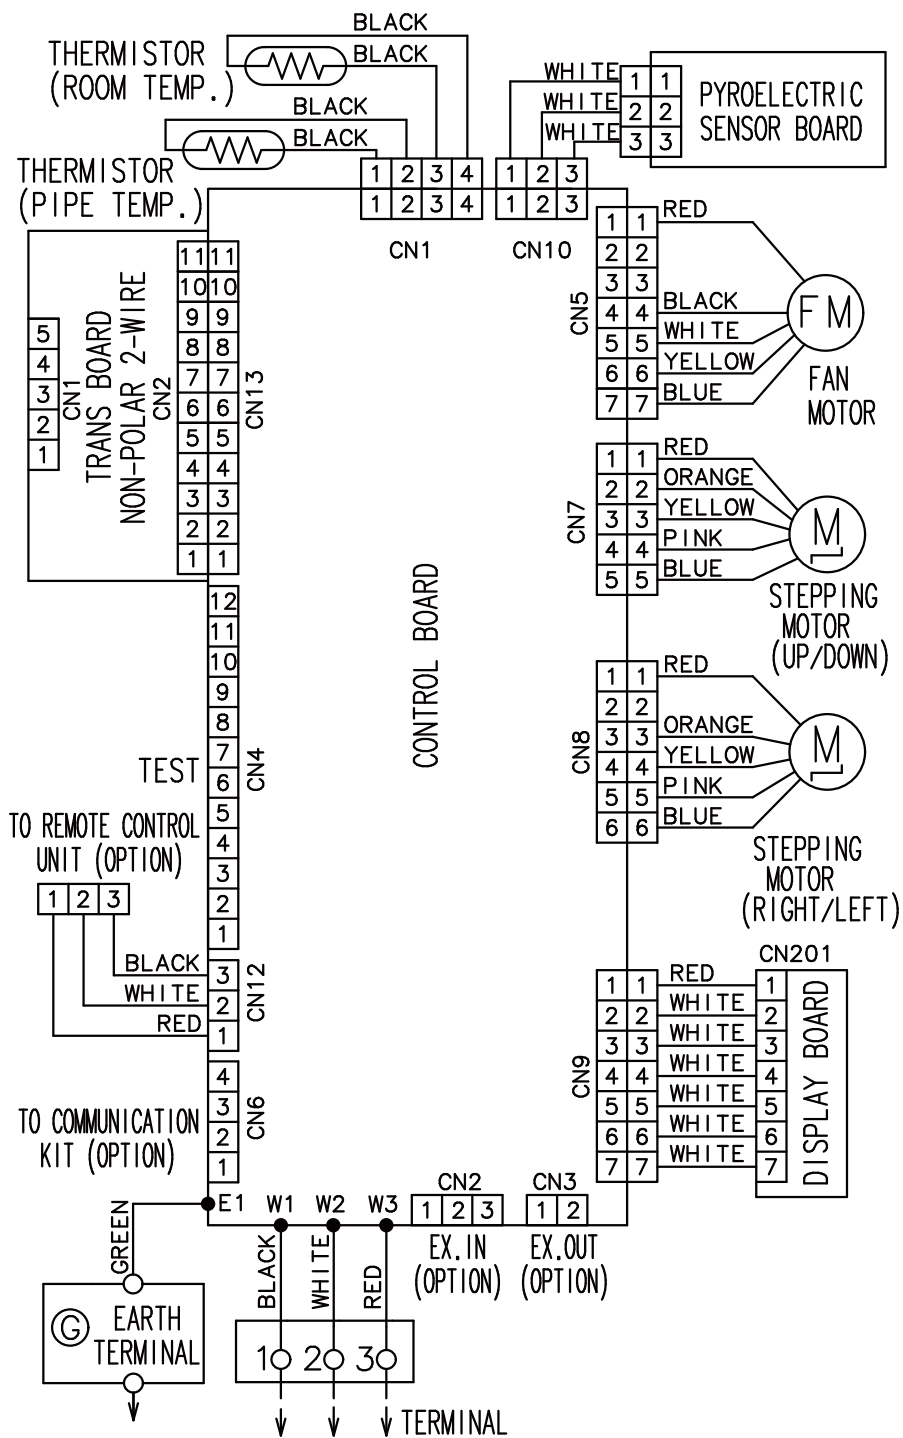 BLACK
THERMISTOR
(ROOM TEMP.)
BLACK
BLACK
BLACK
THERMISTOR
(PIPE TEMP.)
1 2 3 4
1 2 3 4
CN1
WHITE
WHITE
WHITE
1 1
2 2
3 3
PYROELECTRIC
SENSOR BOARD
1 2 3
1 2 3
CN10
5
4
3
2
1
CN1
TRANS BOARD
NON-POLAR 2-WIRE
CN2
11 11
10 10
9 9
8 8
7 7
6 6
5 5
4 4
3 3
2 2
1 1
CN13
CN5
1 1 RED
2 2
3 3
4 4 BLACK
5 5 WHITE
6 6 YELLOW
7 7 BLUE
FM
FAN
MOTOR
CN7
1 1 RED
2 2 ORANGE
3 3 YELLOW
4 4 PINK
5 5 BLUE
M
STEPPING
MOTOR
(UP/DOWN)
CONTROL BOARD
12
11
10
9
8
7
6
5
4
3
2
1
CN4
TEST
CN8
1 1 RED
2 2
3 3 ORANGE
4 4 YELLOW
5 5 PINK
6 6 BLUE
M
STEPPING
MOTOR
(RIGHT/LEFT)
TO REMOTE CONTROL
UNIT (OPTION)
1 2 3
BLACK 3
WHITE 2
RED 1
CN12
CN201
CN9
1 1 RED 1
2 2 WHITE 2
3 3 WHITE 3
4 4 WHITE 4
5 5 WHITE 5
6 6 WHITE 6
7 7 WHITE 7
DISPLAY BOARD
4
3
2
1
CN6
TO COMMUNICATION
KIT (OPTION)
E1 W1 W2 W3
CN2
1 2 3
EX.IN
(OPTION)
CN3
1 2
EX.OUT
(OPTION)
GREEN
BLACK
WHITE
RED
G EARTH
TERMINAL
1 2 3
TERMINAL